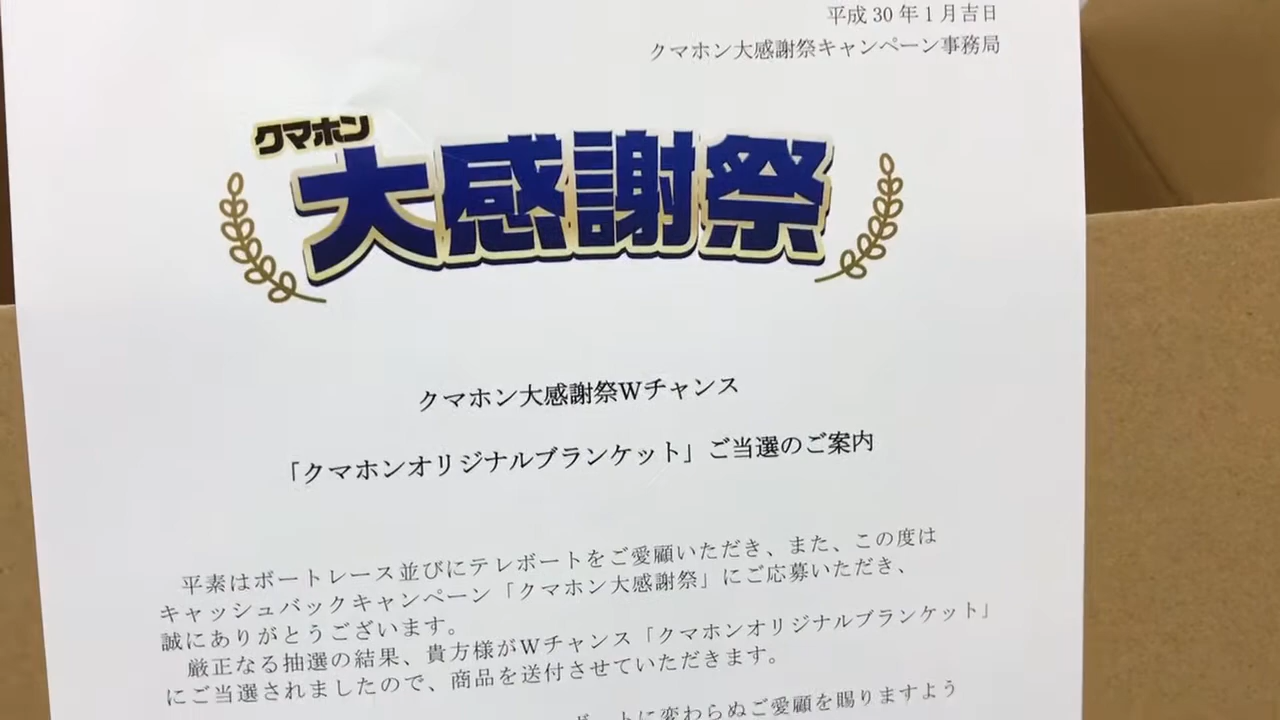 平成30年1月吉日
クマホン大感謝祭キャンペーン事務局
クマホン
大感謝祭
クマホン大感謝祭Wチャンス
「クマホンオリジナルブランケット」ご当選のご案内
平素はボートレース並びにテレボートをご愛顧いただき、また、この度は
キャッシュバックキャンペーン「クマホン大感謝祭」にご応募いただき、
誠にありがとうございます。
厳正なる抽選の結果、貴方様がWチャンス「クマホンオリジナルブランケット」
にご当選されましたので、商品を送付させていただきます。
ボートに変わらぬご愛顧を賜りますよう